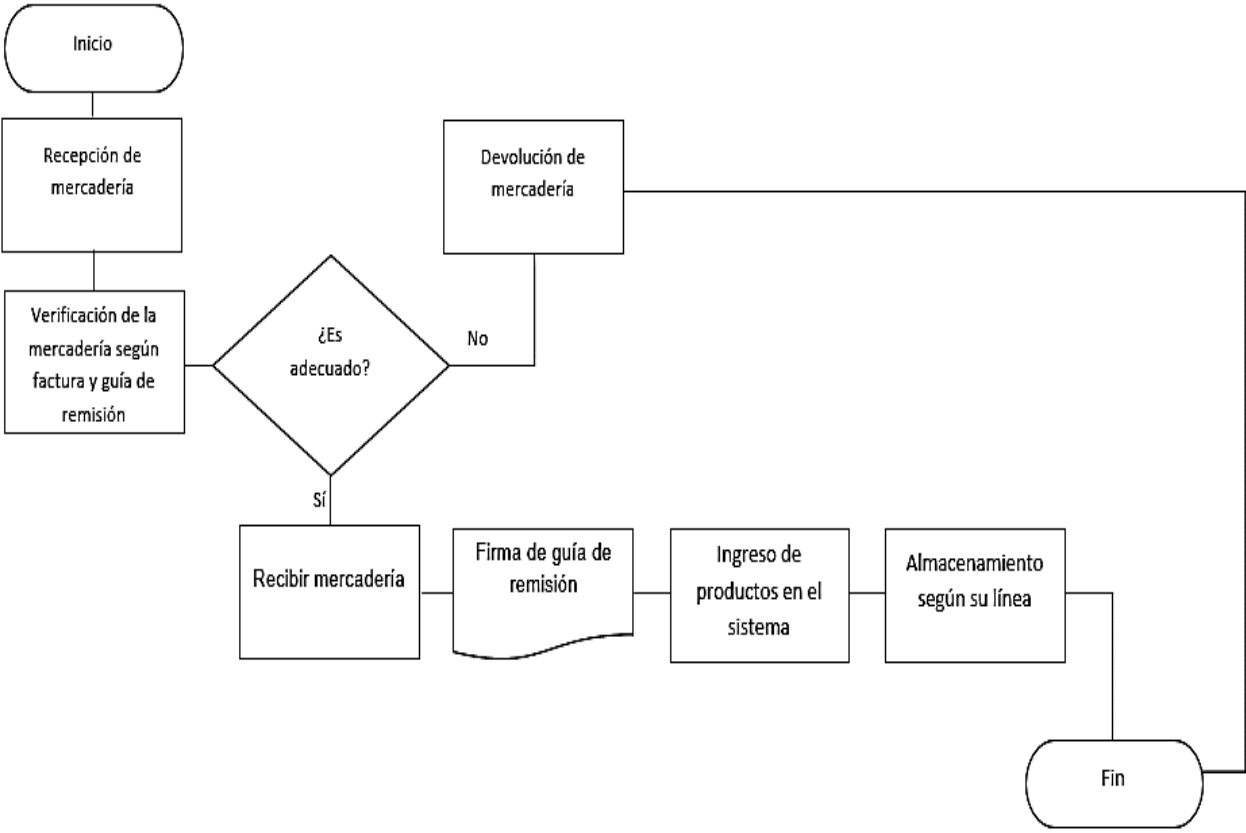 Inicio
Recepción de
mercadería
Verificación de la
mercadería según
factura y guía de
remisión
¿Es
adecuado?
No
Devolución de
mercadería
Sí
Recibir mercadería
Firma de guía de
remisión
Ingreso de
productos en el
sistema
Almacenamiento
según su línea
Fin